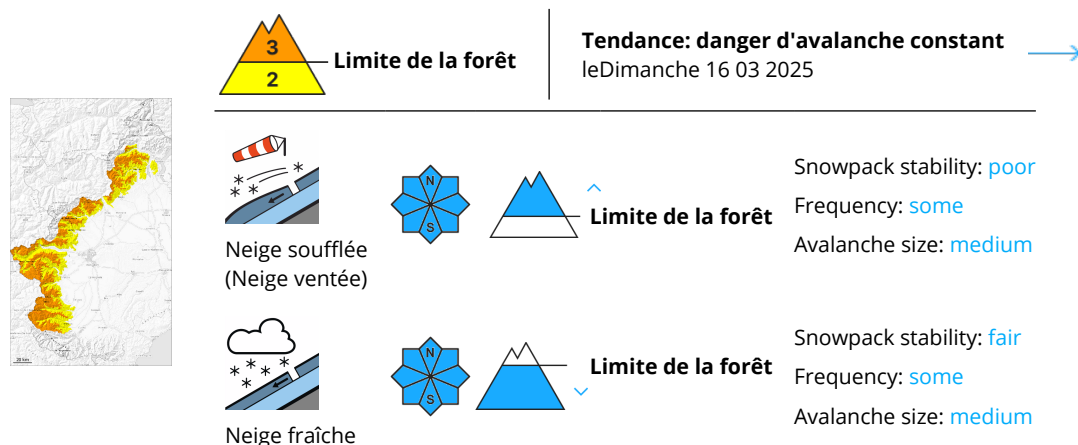 3
Limite de la forêt
2
Tendance: danger d'avalanche constant
leDimanche 16 03 2025
20 km
N
S
Limite de la forêt
Snowpack stability: poor
Frequency: some
Avalanche size: medium
Neige soufflée
(Neige ventée)
N
S
Limite de la forêt
Snowpack stability: fair
Frequency: some
Avalanche size: medium
Neige fraîche